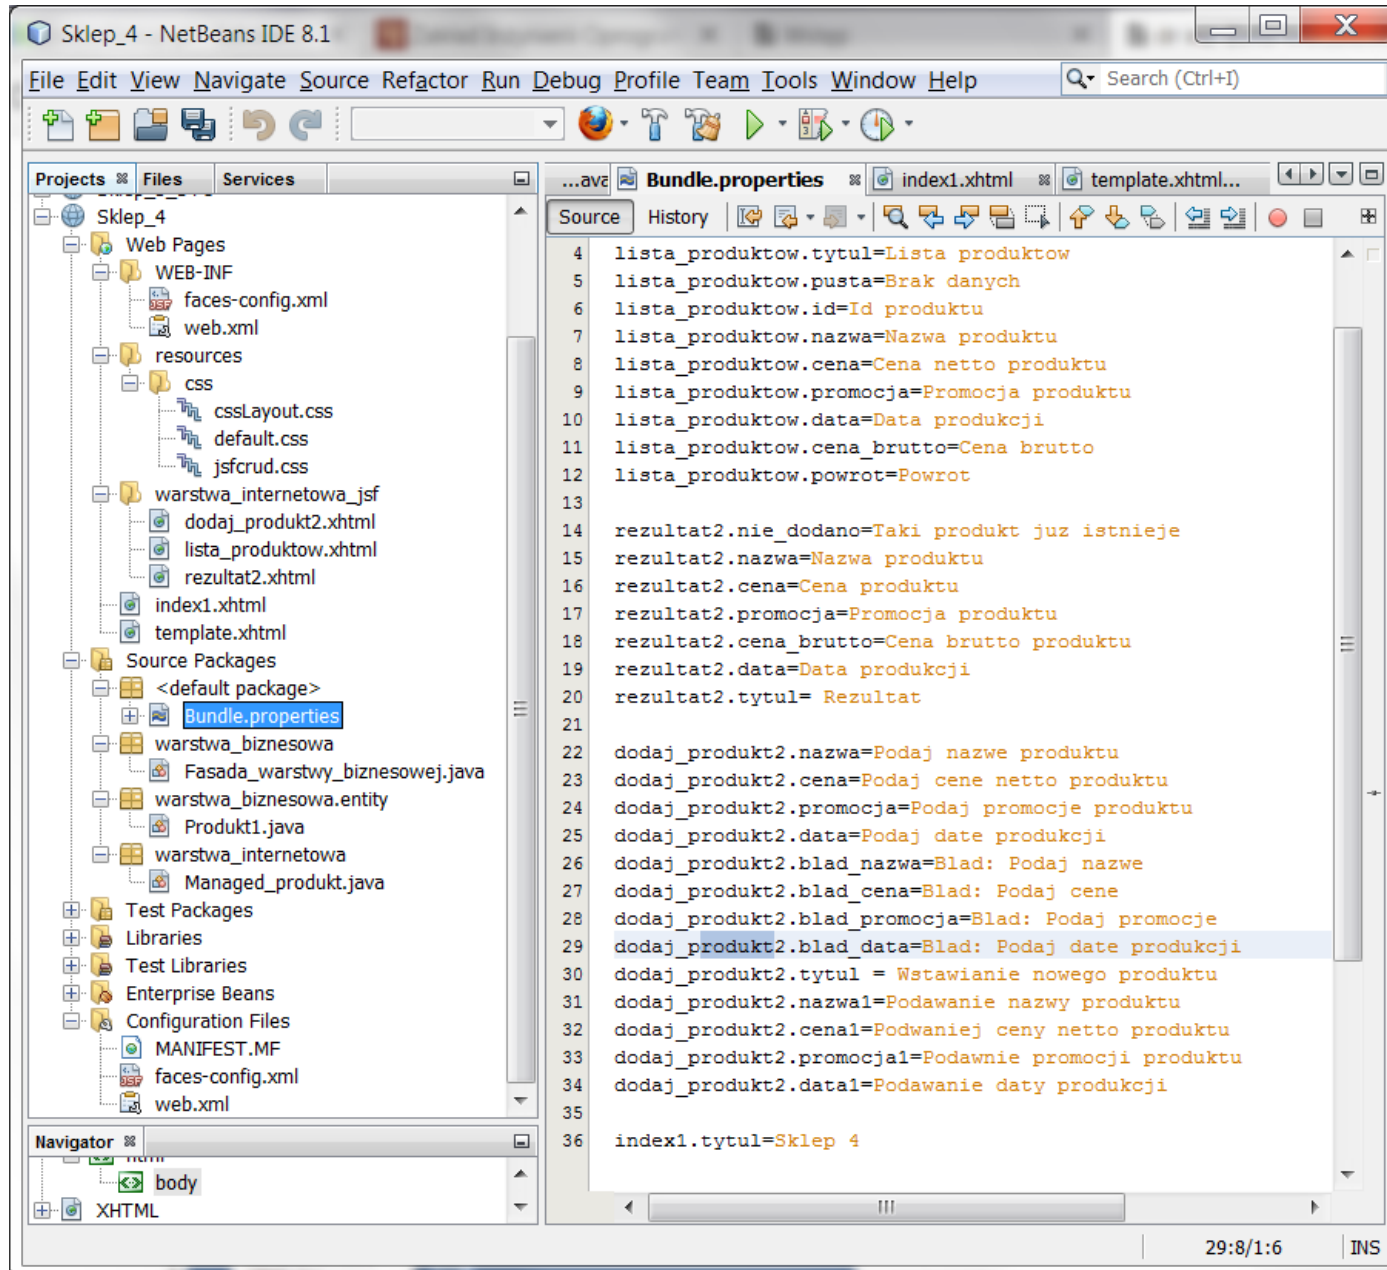 Sklep_4 - NetBeans IDE 8.1
File Edit View Navigate Source Refactor Run Debug Profile Team Tools Window Help
Search (Ctrl+I)
Projects Files Services
...ava Bundle.properties index1.xhtml template.xhtml...
Source History
Sklep_4
Web Pages
WEB-INF
faces-config.xml
web.xml
resources
css
cssLayout.css
default.css
jsfcrud.css
warstwa_internetowa_jsf
dodaj_produkt2.xhtml
lista_produktow.xhtml
rezultat2.xhtml
index1.xhtml
template.xhtml
Source Packages
<default package>
Bundle.properties
warstwa_biznesowa
Fasada_warstwy_biznesowej.java
warstwa_biznesowa.entity
Produkt1.java
warstwa_internetowa
Managed_produkt.java
Test Packages
Libraries
Test Libraries
Enterprise Beans
Configuration Files
MANIFEST.MF
faces-config.xml
web.xml
Navigator
html
body
XHTML
4 lista_produktow.tytul=Lista produktow
5 lista_produktow.pusta=Brak danych
6 lista_produktow.id=Id produktu
7 lista_produktow.nazwa=Nazwa produktu
8 lista_produktow.cena=Cena netto produktu
9 lista_produktow.promocja=Promocja produktu
10 lista_produktow.data=Data produkcji
11 lista_produktow.cena_brutto=Cena brutto
12 lista_produktow.powrot=Powrot
13
14 rezultat2.nie_dodano=Taki produkt juz istnieje
15 rezultat2.nazwa=Nazwa produktu
16 rezultat2.cena=Cena produktu
17 rezultat2.promocja=Promocja produktu
18 rezultat2.cena_brutto=Cena brutto produktu
19 rezultat2.data=Data produkcji
20 rezultat2.tytul= Rezultat
21
22 dodaj_produkt2.nazwa=Podaj nazwe produktu
23 dodaj_produkt2.cena=Podaj cene netto produktu
24 dodaj_produkt2.promocja=Podaj promocje produktu
25 dodaj_produkt2.data=Podaj date produkcji
26 dodaj_produkt2.blad_nazwa=Blad: Podaj nazwe
27 dodaj_produkt2.blad_cena=Blad: Podaj cene
28 dodaj_produkt2.blad_promocja=Blad: Podaj promocje
29 dodaj_produkt2.blad_data=Blad: Podaj date produkcji
30 dodaj_produkt2.tytul = Wstawianie nowego produktu
31 dodaj_produkt2.nazwa1=Podawanie nazwy produktu
32 dodaj_produkt2.cena1=Podwaniej ceny netto produktu
33 dodaj_produkt2.promocja1=Podawnie promocji produktu
34 dodaj_produkt2.data1=Podawanie daty produkcji
35
36 index1.tytul=Sklep 4
29:8/1:6 INS